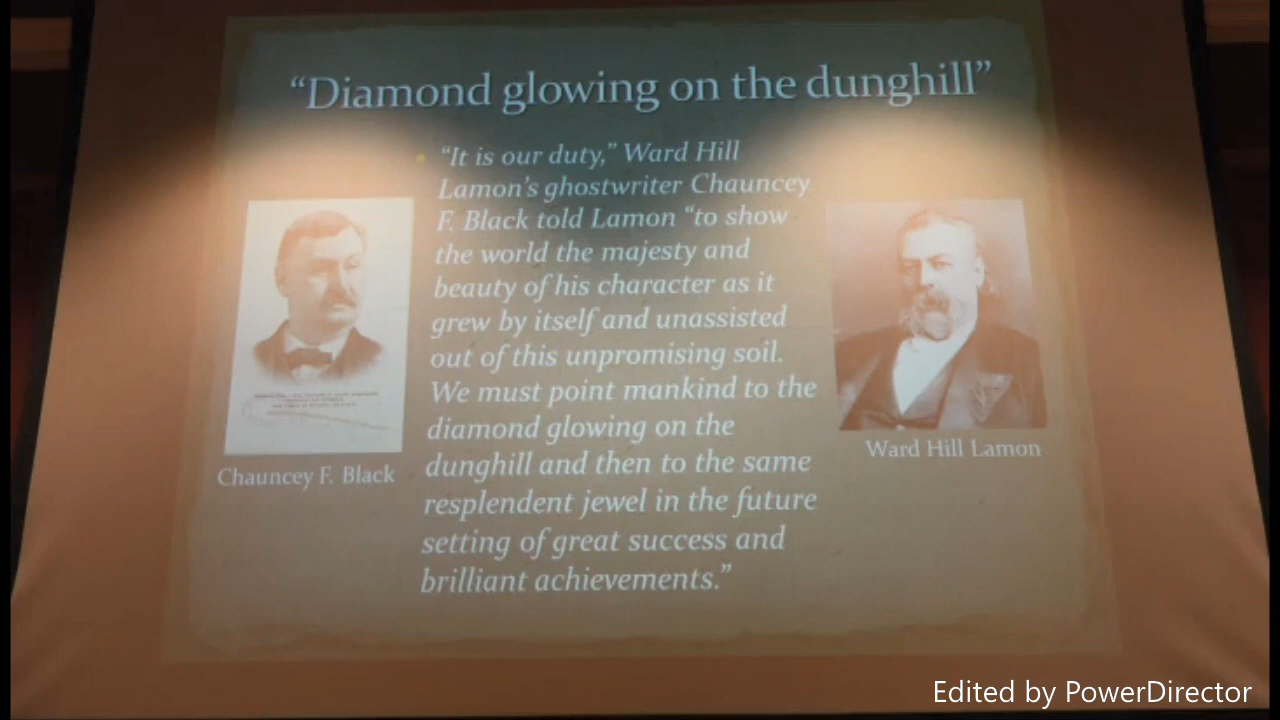 “Diamond glowing on the dunghill”
“It is our duty,” Ward Hill
Lamon’s ghostwriter Chauncey
F. Black told Lamon “to show
the world the majesty and
beauty of his character as it
grew by itself and unassisted
out of this unpromising soil.
We must point mankind to the
diamond glowing on the
dunghill and then to the same
resplendent jewel in the future
setting of great success and
brilliant achievements.”
Chauncey F. Black
Ward Hill Lamon
Edited by PowerDirector